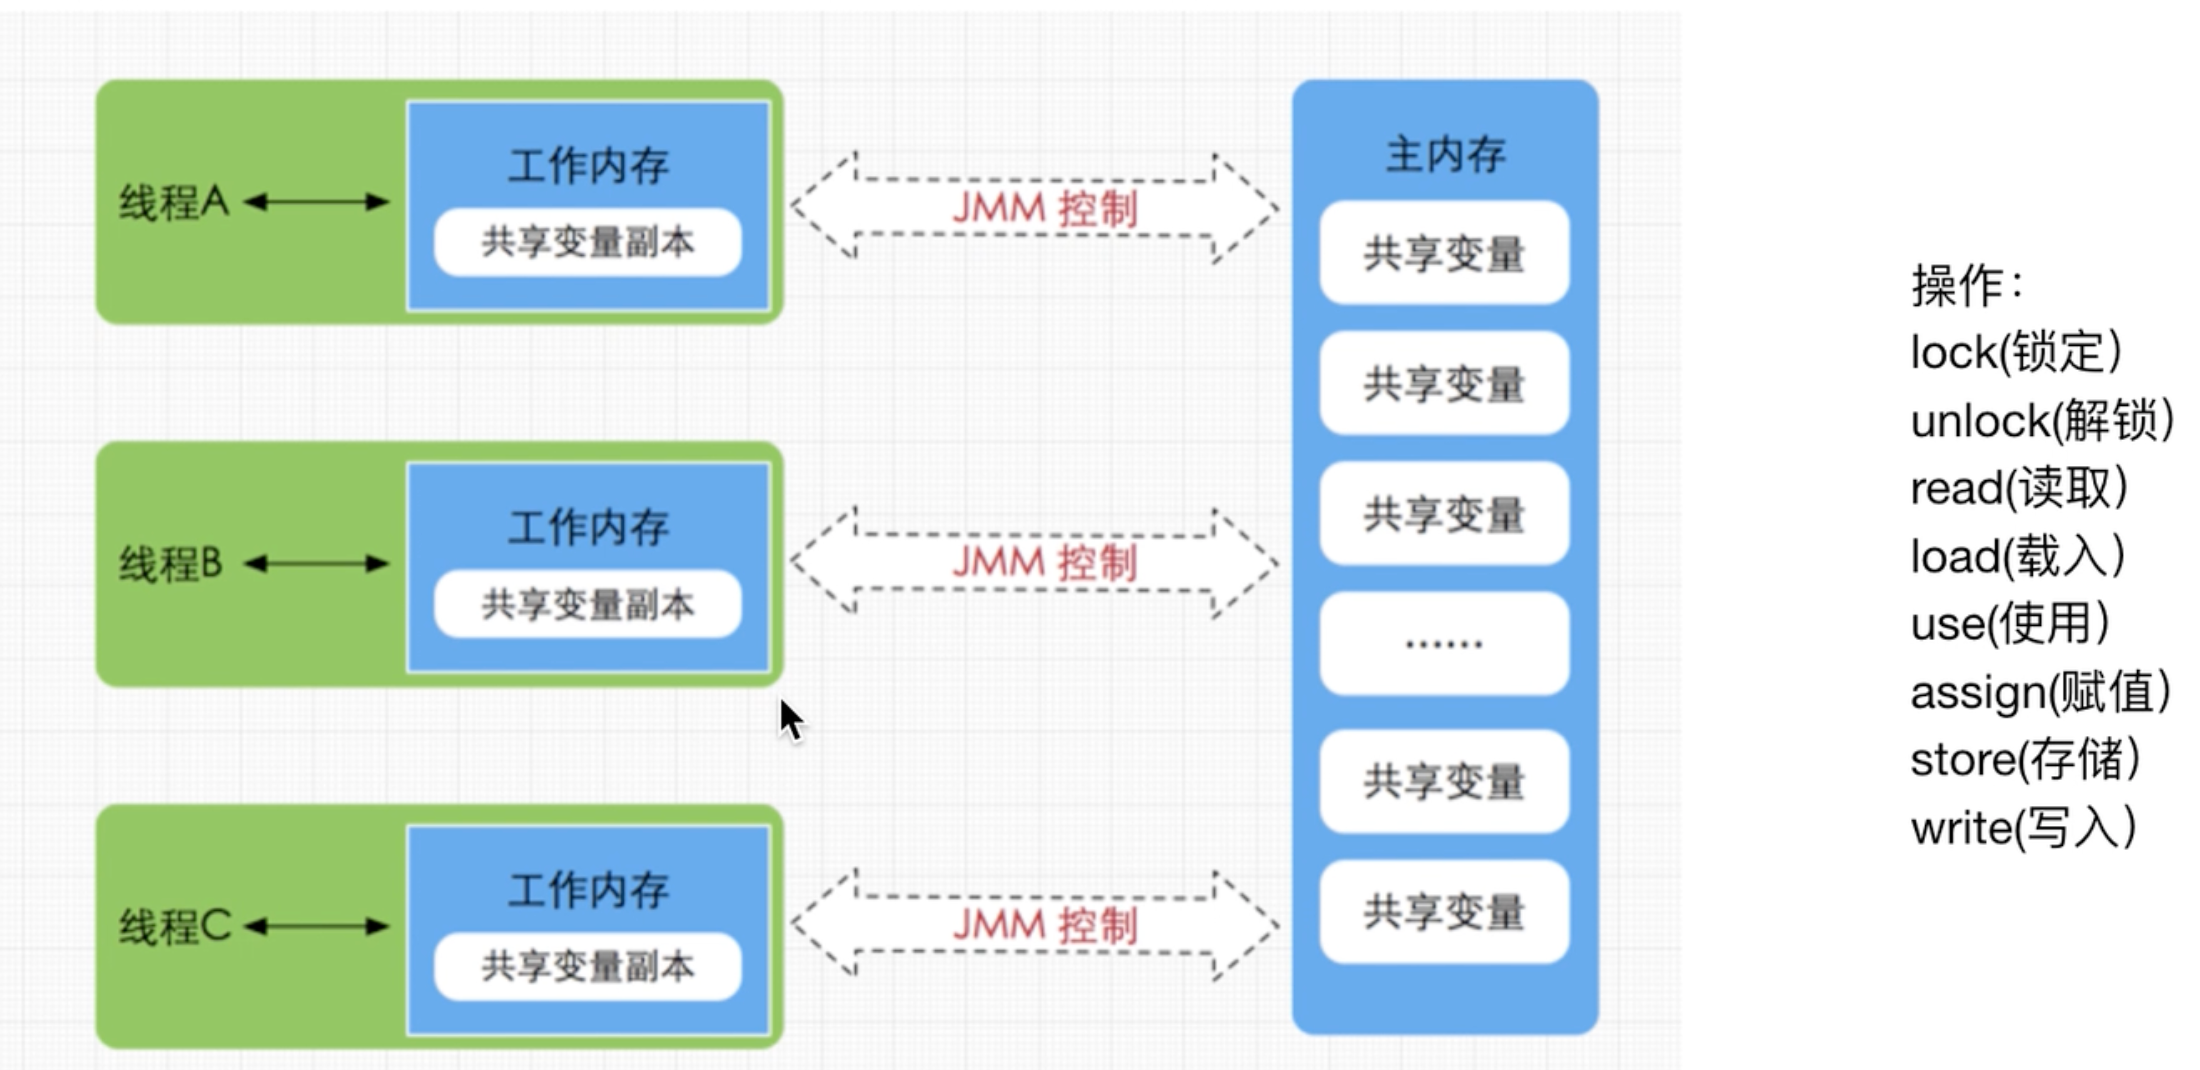 线程A
工作内存
共享变量副本
JMM 控制
线程B
工作内存
共享变量副本
JMM 控制
线程C
工作内存
共享变量副本
JMM 控制
主内存
共享变量
共享变量
共享变量
······
共享变量
共享变量
操作：
lock(锁定）
unlock(解锁）
read(读取）
load(载入）
use(使用）
assign(赋值）
store(存储）
write(写入）